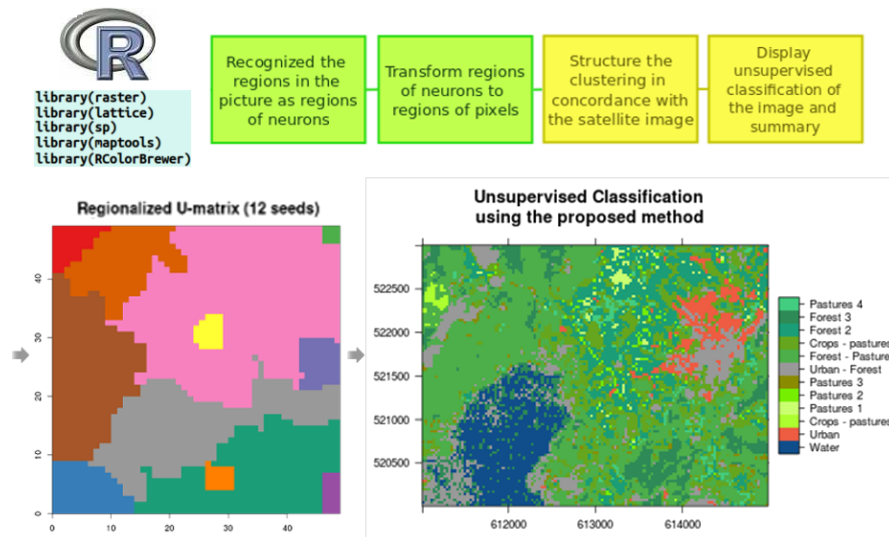 R
library(raster)
library(lattice)
library(sp)
library(maptools)
library(RColorBrewer)
Recognized the
regions in the
picture as regions
of neurons
Transform regions
of neurons to
regions of pixels
Structure the
clustering in
concordance with
the satellite image
Display
unsupervised
classification of
the image and
summary
Regionalized U-matrix (12 seeds)
40
30
20
10
0
0 10 20 30 40
Unsupervised Classification
using the proposed method
522500
522000
521500
521000
520500
612000 613000 614000
Pastures 4
Forest 3
Forest 2
Crops - pastures
Forest - Pasture
Urban - Forest
Pastures 3
Pastures 2
Pastures 1
Crops - pastures
Urban
Water